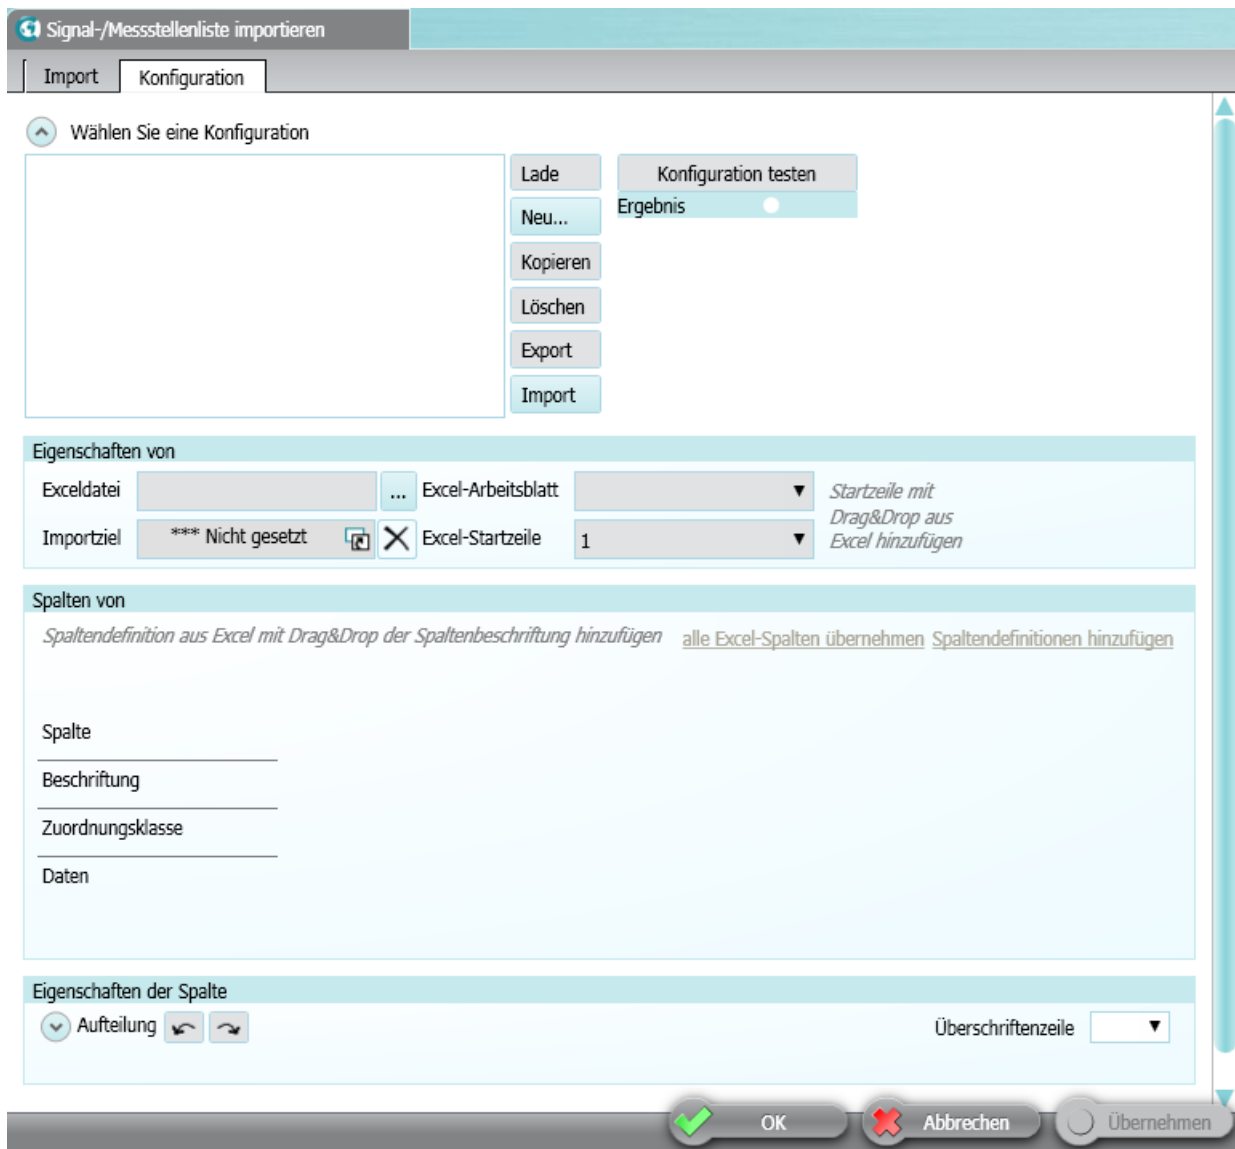 Signal-/Messstellenliste importieren
Import Konfiguration
Wählen Sie eine Konfiguration
Lade
Konfiguration testen
Ergebnis
Neu...
Kopieren
Löschen
Export
Import
Eigenschaften von
Exceldatei ... Excel-Arbeitsblatt
Importziel *** Nicht gesetzt Excel-Startzeile 1
Startzeile mit
Drag&Drop aus
Excel hinzufügen
Spalten von
Spaltendefinition aus Excel mit Drag&Drop der Spaltenbeschriftung hinzufügen alle Excel-Spalten übernehmen Spaltendefinitionen hinzufügen
Spalte
Beschriftung
Zuordnungsklasse
Daten
Eigenschaften der Spalte
Aufteilung Überschriftenzeile
OK Abbrechen Übernehmen